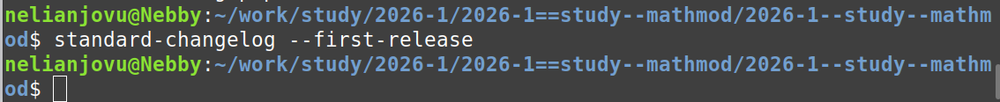 nelianjovu@Nebby:~/work/study/2026-1/2026-1==study--mathmod/2026-1--study--mathm
od$ standard-changelog --first-release
nelianjovu@Nebby:~/work/study/2026-1/2026-1==study--mathmod/2026-1--study--mathm
od$